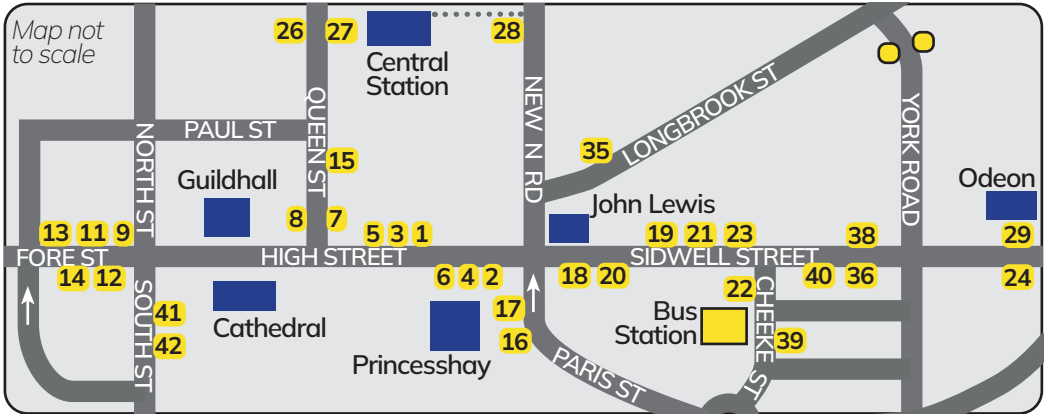 Map not
to scale
26
27
28
Central
Station
QUEEN ST
NEW N RD
LONGBROOK ST
YORK ROAD
NORTH ST
PAUL ST
35
15
Guildhall
Odeon
John Lewis
13
11
9
8
7
5
3
1
19
21
23
38
29
FORE ST
HIGH STREET
SIDWELL STREET
14
12
6
4
2
18
20
22
40
36
24
SOUTH ST
41
42
Cathedral
17
16
Princesshay
PARIS ST
Bus
Station
CHEEKE ST
39